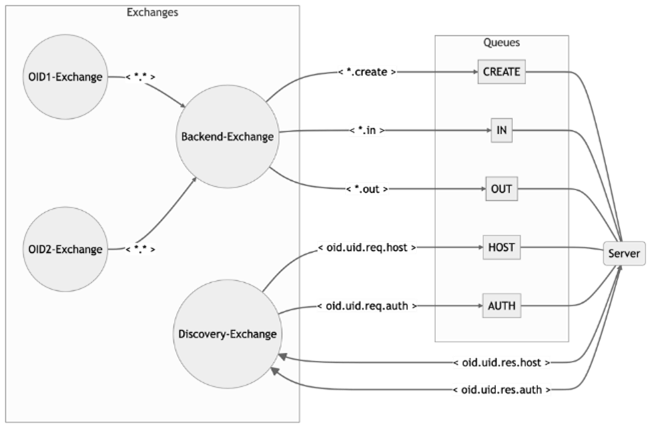 Exchanges
Queues
OID1-Exchange
< *.* >
< *.create >
CREATE
Backend-Exchange
< *.in >
IN
< *.out >
OUT
OID2-Exchange
< *.* >
< oid.uid.req.host >
HOST
Server
< oid.uid.req.auth >
AUTH
Discovery-Exchange
< oid.uid.res.host >
< oid.uid.res.auth >